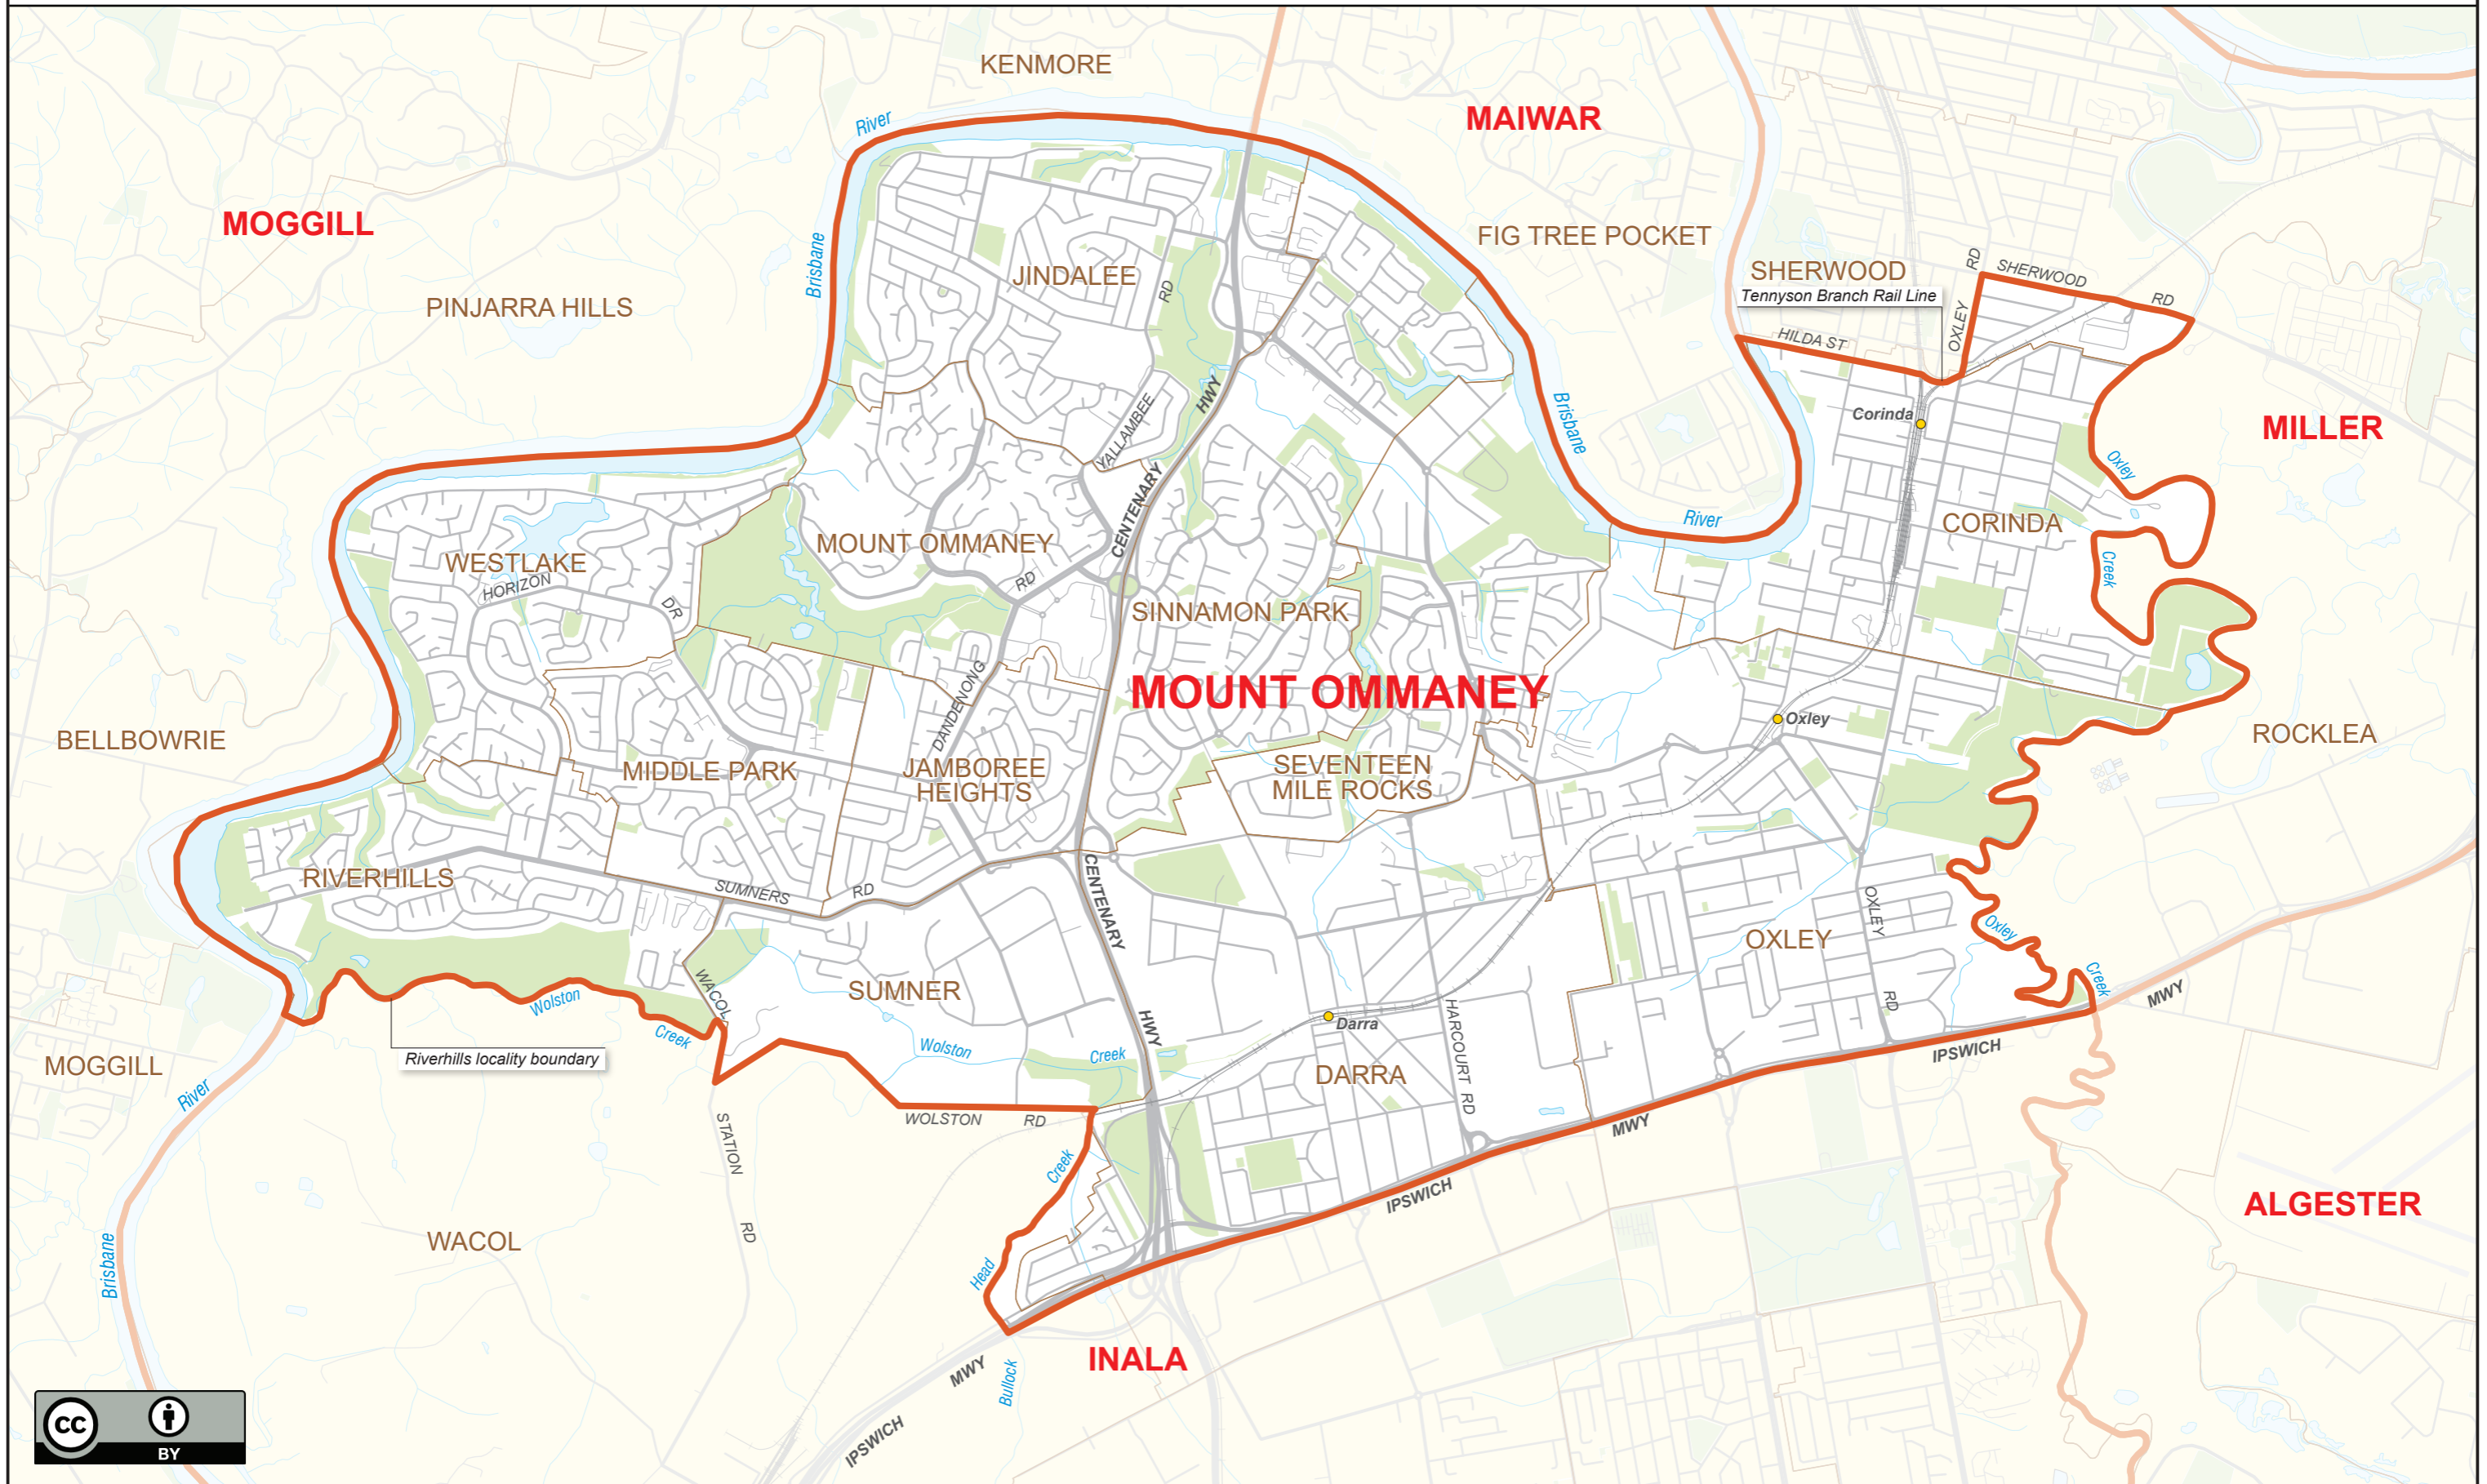 KENMORE
MAIWAR
River
MOGGILL
FIG TREE POCKET
RD
SHERWOOD
SHERWOOD
Tennyson Branch Rail Line
JINDALEE
Brisbane
RD
PINJARRA HILLS
RD
OXLEY
HILDA ST
HWY
Brisbane
YALLAMBEE
Corinda
MILLER
Oxley
CENTENARY
River
CORINDA
MOUNT OMMANEY
WESTLAKE
HORIZON
DR
RD
Creek
SINNAMON PARK
DANDENONG
MOUNT OMMANEY
Oxley
BELLBOWRIE
ROCKLEA
MIDDLE PARK
JAMBOREE
HEIGHTS
SEVENTEEN
MILE ROCKS
RIVERHILLS
SUMNERS
RD
CENTENARY
OXLEY
OXLEY
Oxley
SUMNER
WACOL
Wolston
Creek
Creek
MWY
RD
HARCOURT RD
HWY
Darra
Wolston
Creek
IPSWICH
Riverhills locality boundary
MOGGILL
DARRA
River
WOLSTON RD
MWY
STATION
Creek
IPSWICH
ALGESTER
RD
WACOL
Brisbane
Head
INALA
MWY
Bullock
IPSWICH
cc
BY